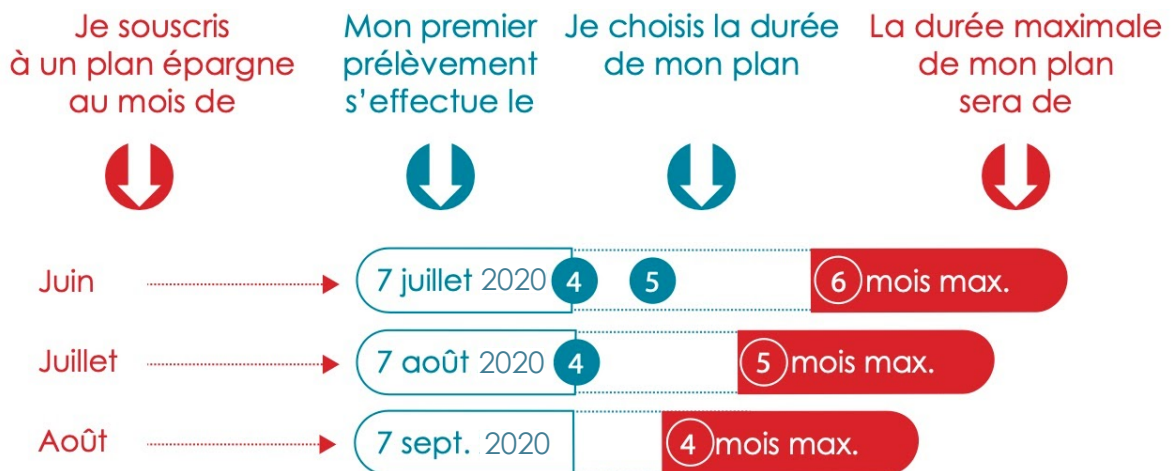 Je souscris
à un plan épargne
au mois de
Mon premier
prélèvement
s'effectue le
Je choisis la durée
de mon plan
La durée maximale
de mon plan
sera de
Juin 7 juillet 2020 4 5 6 mois max.
Juillet 7 août 2020 4 5 mois max.
Août 7 sept. 2020 4 mois max.